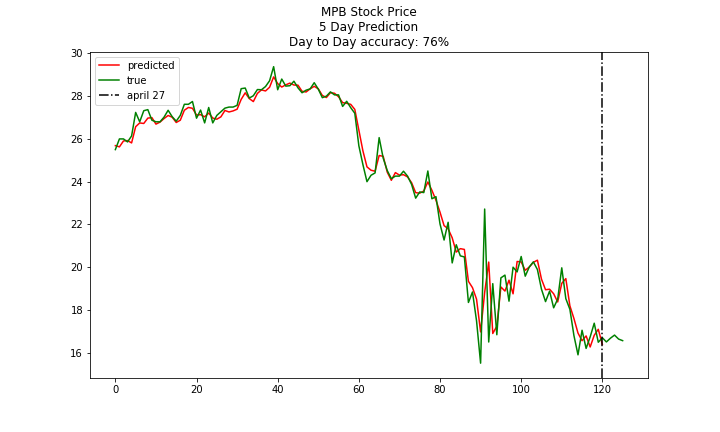 MPB Stock Price
5 Day Prediction
Day to Day accuracy: 76%
predicted
true
april 27
30
28
26
24
22
20
18
16
0
20
40
60
80
100
120